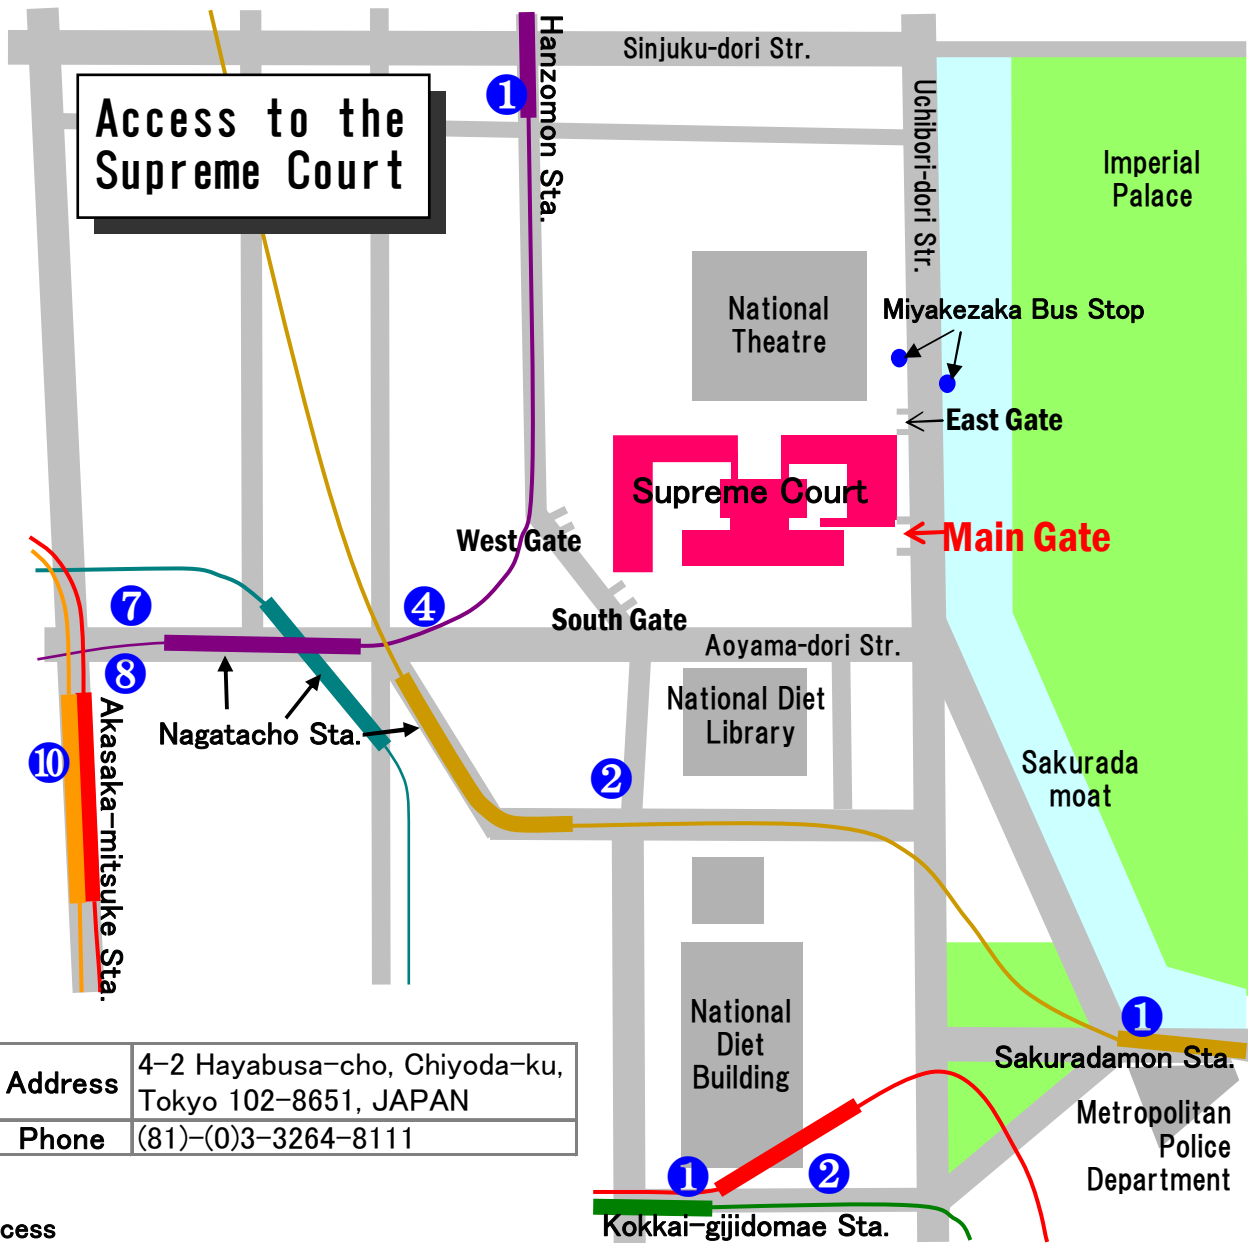 Sinjuku-dori Str.
Hanzomon Sta.
1
Access to the
Supreme Court
Uchibori-dori Str.
Imperial
Palace
National
Theatre
Miyakezaka Bus Stop
East Gate
Supreme Court
Main Gate
West Gate
7
4
South Gate
Aoyama-dori Str.
8
National Diet
Library
Nagatacho Sta.
10
Akasaka-mitsuke Sta.
2
Sakurada
moat
National
Diet
Building
1
Sakuradamon Sta.
Address
4-2 Hayabusa-cho, Chiyoda-ku,
Tokyo 102-8651, JAPAN
Phone
(81)-(0)3-3264-8111
Metropolitan
Police
Department
1
2
Kokkai-gijidomae Sta.
cess